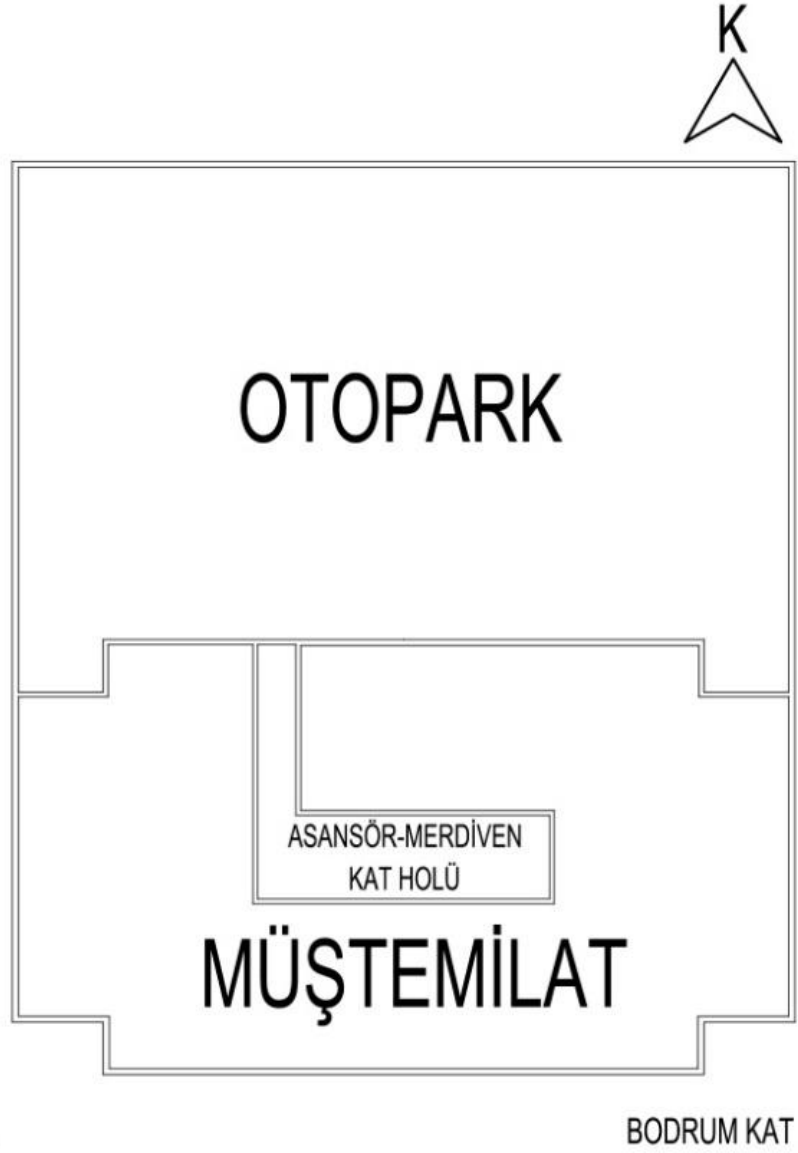 K
OTOPARK
ASANSÖR-MERDİVEN
KAT HOLÜ
MÜŞTEMİLAT
BODRUM KAT